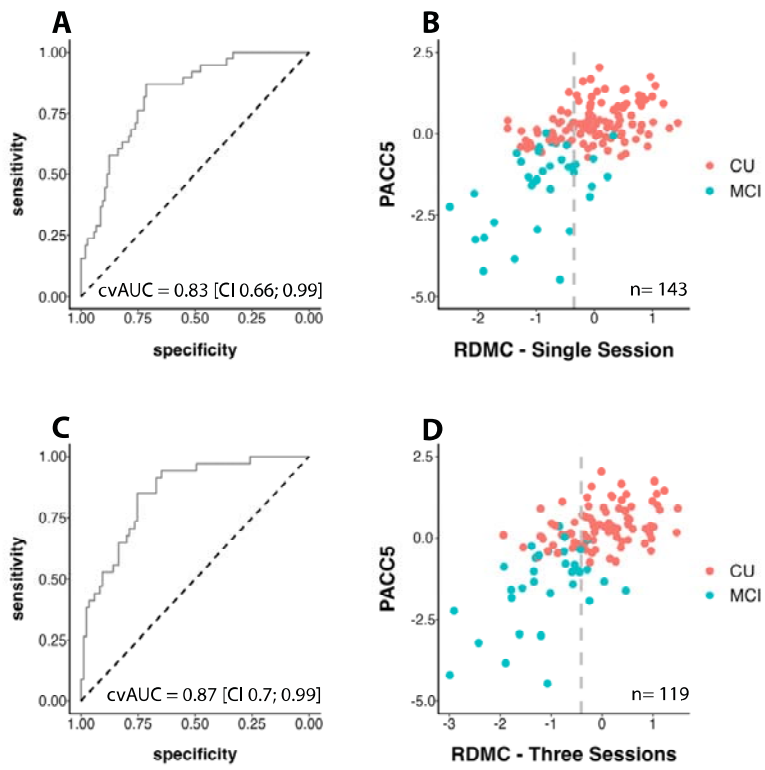 A
1.00
0.75
0.50
0.25
0.00
sensitivity
cvAUC = 0.83 [CI 0.66; 0.99]
1.00 0.75 0.50 0.25 0.00
specificity
B
2.5
0.0
-2.5
-5.0
PACC5
CU
MCI
n= 143
-2 -1 0 1
RDMC - Single Session
C
1.00
0.75
0.50
0.25
0.00
sensitivity
cvAUC = 0.87 [CI 0.7; 0.99]
1.00 0.75 0.50 0.25 0.00
specificity
D
2.5
0.0
-2.5
-5.0
PACC5
CU
MCI
n= 119
-3 -2 -1 0 1
RDMC - Three Sessions